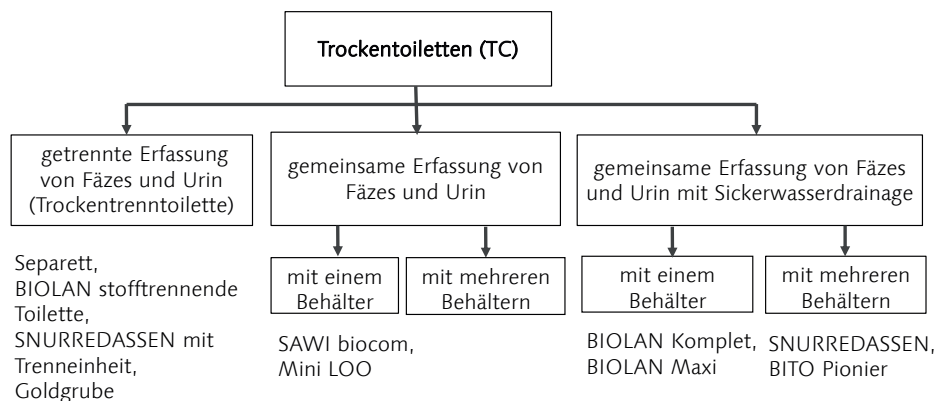 Trockentoiletten (TC)
getrennte Erfassung
von Fäzes und Urin
(Trockentrenntoilette)
gemeinsame Erfassung von
Fäzes und Urin
gemeinsame Erfassung von Fäzes
und Urin mit Sickerwasserdrainage
Separett,
BIOLAN stofftrennende
Toilette,
SNURREDASSEN mit
Trenneinheit,
Goldgrube
mit einem
Behälter
mit mehreren
Behältern
mit einem
Behälter
mit mehreren
Behältern
SAWI biocom,
Mini LOO
BIOLAN Komplet,
BIOLAN Maxi
SNURREDASSEN,
BITO Pionier